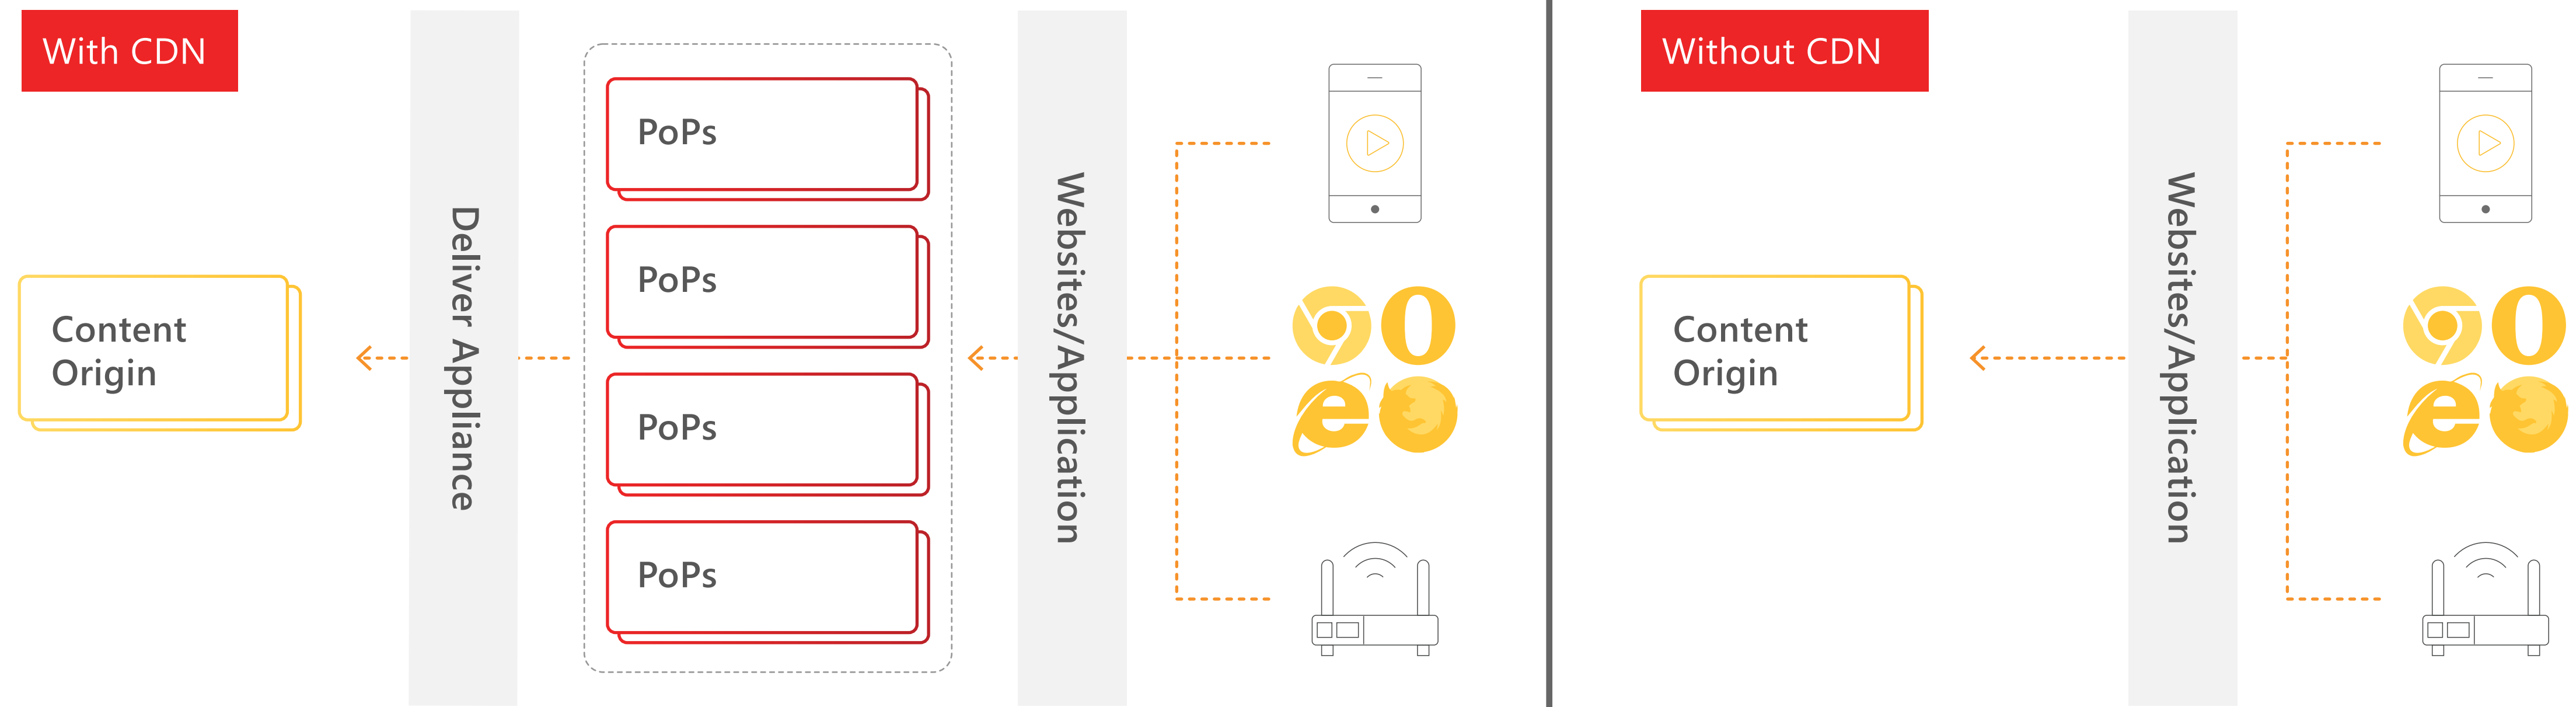 With CDN
Content
Origin
Deliver Appliance
PoPs
PoPs
PoPs
PoPs
Websites/Application
Without CDN
Content
Origin
Websites/Application